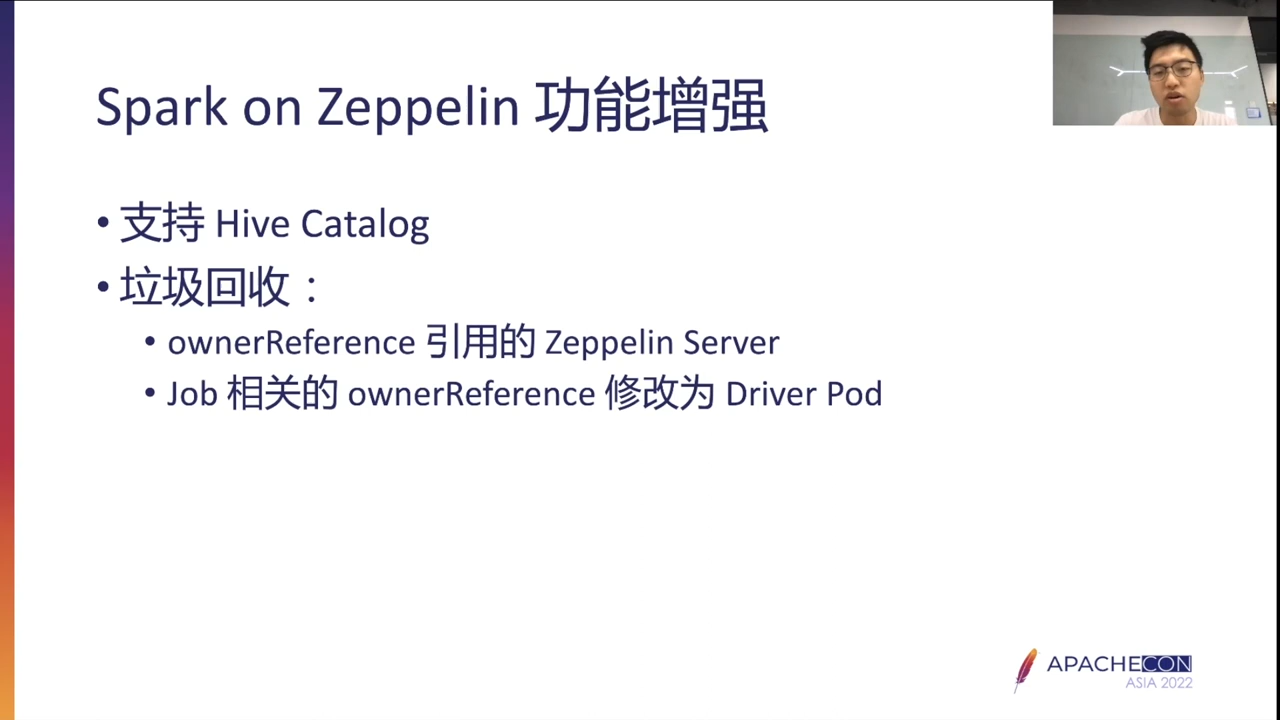 Spark on Zeppelin 功能增强
• 支持 Hive Catalog
• 垃圾回收：
• ownerReference 引用的 Zeppelin Server
• Job 相关的 ownerReference 修改为 Driver Pod
APACHECON
ASIA 2022